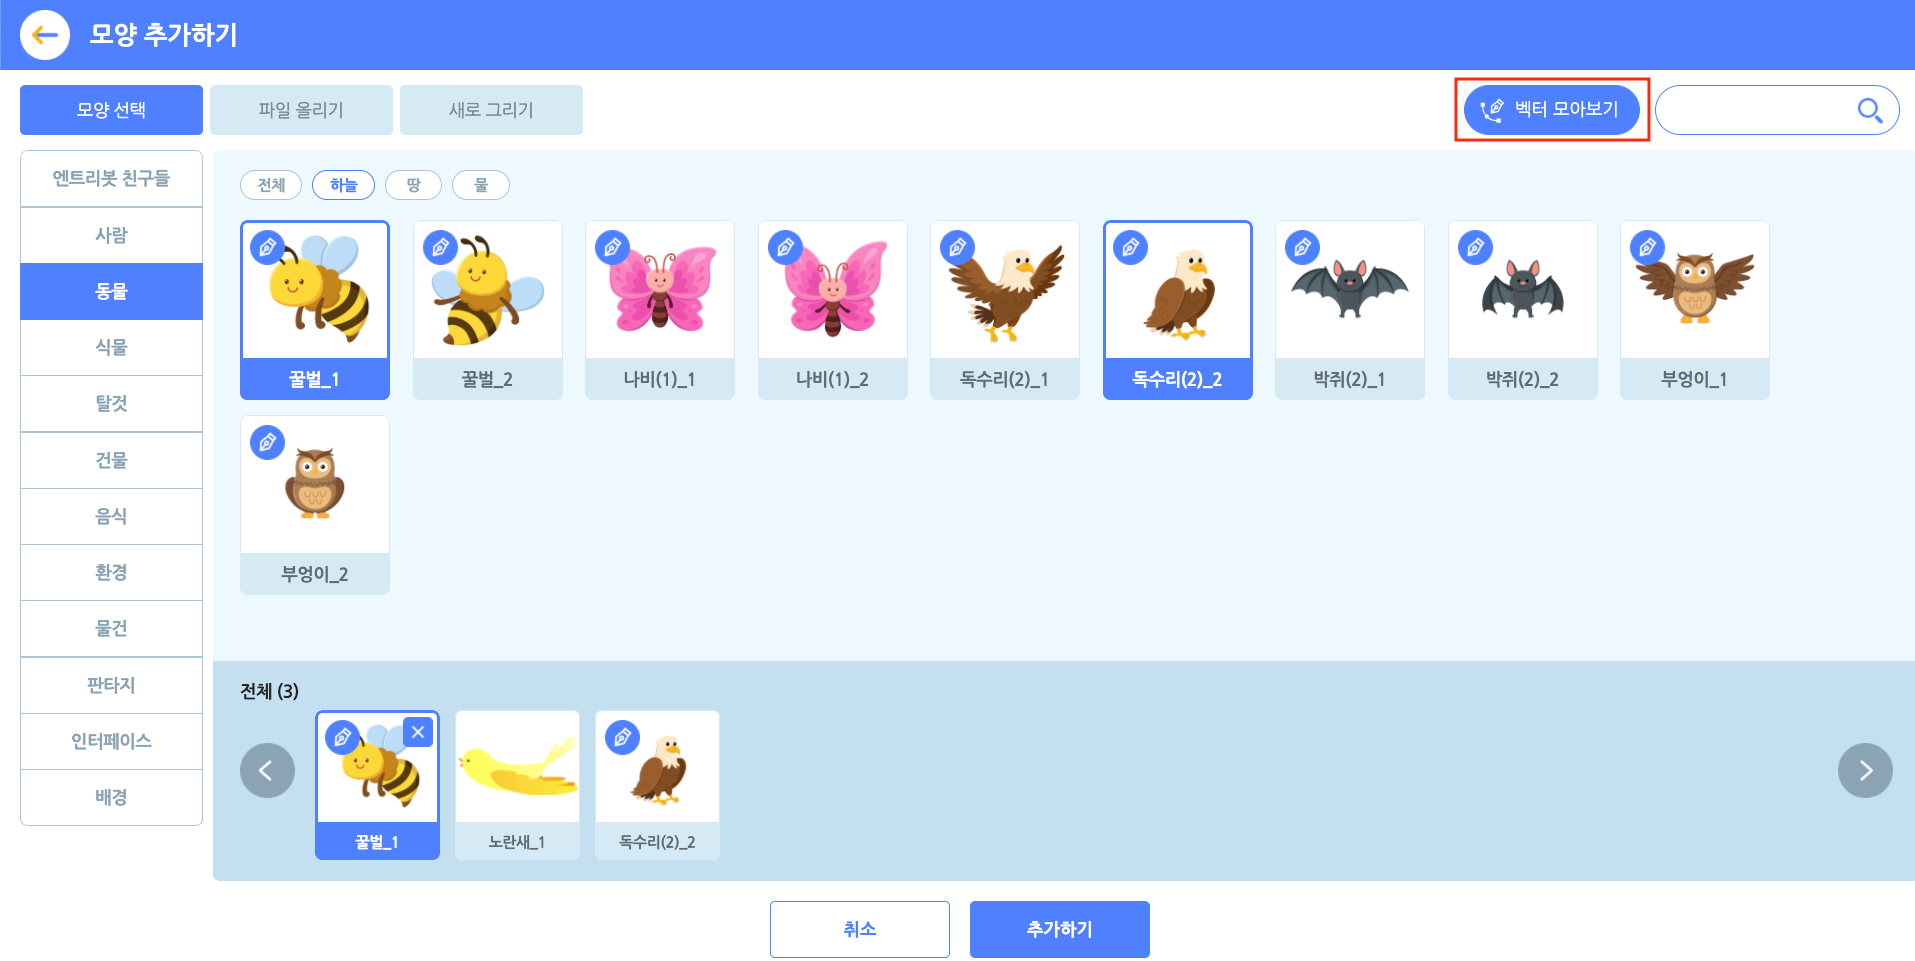 모양 추가하기
모양 선택
파일 올리기
새로 그리기
벡터 모아보기
엔트리봇 친구들
사람
동물
식물
탈것
건물
음식
환경
물건
판타지
인터페이스
배경
전체
하늘
땅
물
꿀벌_1
꿀벌_2
나비(1)_1
나비(1)_2
독수리(2)_1
독수리(2)_2
박쥐(2)_1
박쥐(2)_2
부엉이_1
부엉이_2
전체 (3)
꿀벌_1
노란새_1
독수리(2)_2
취소
추가하기